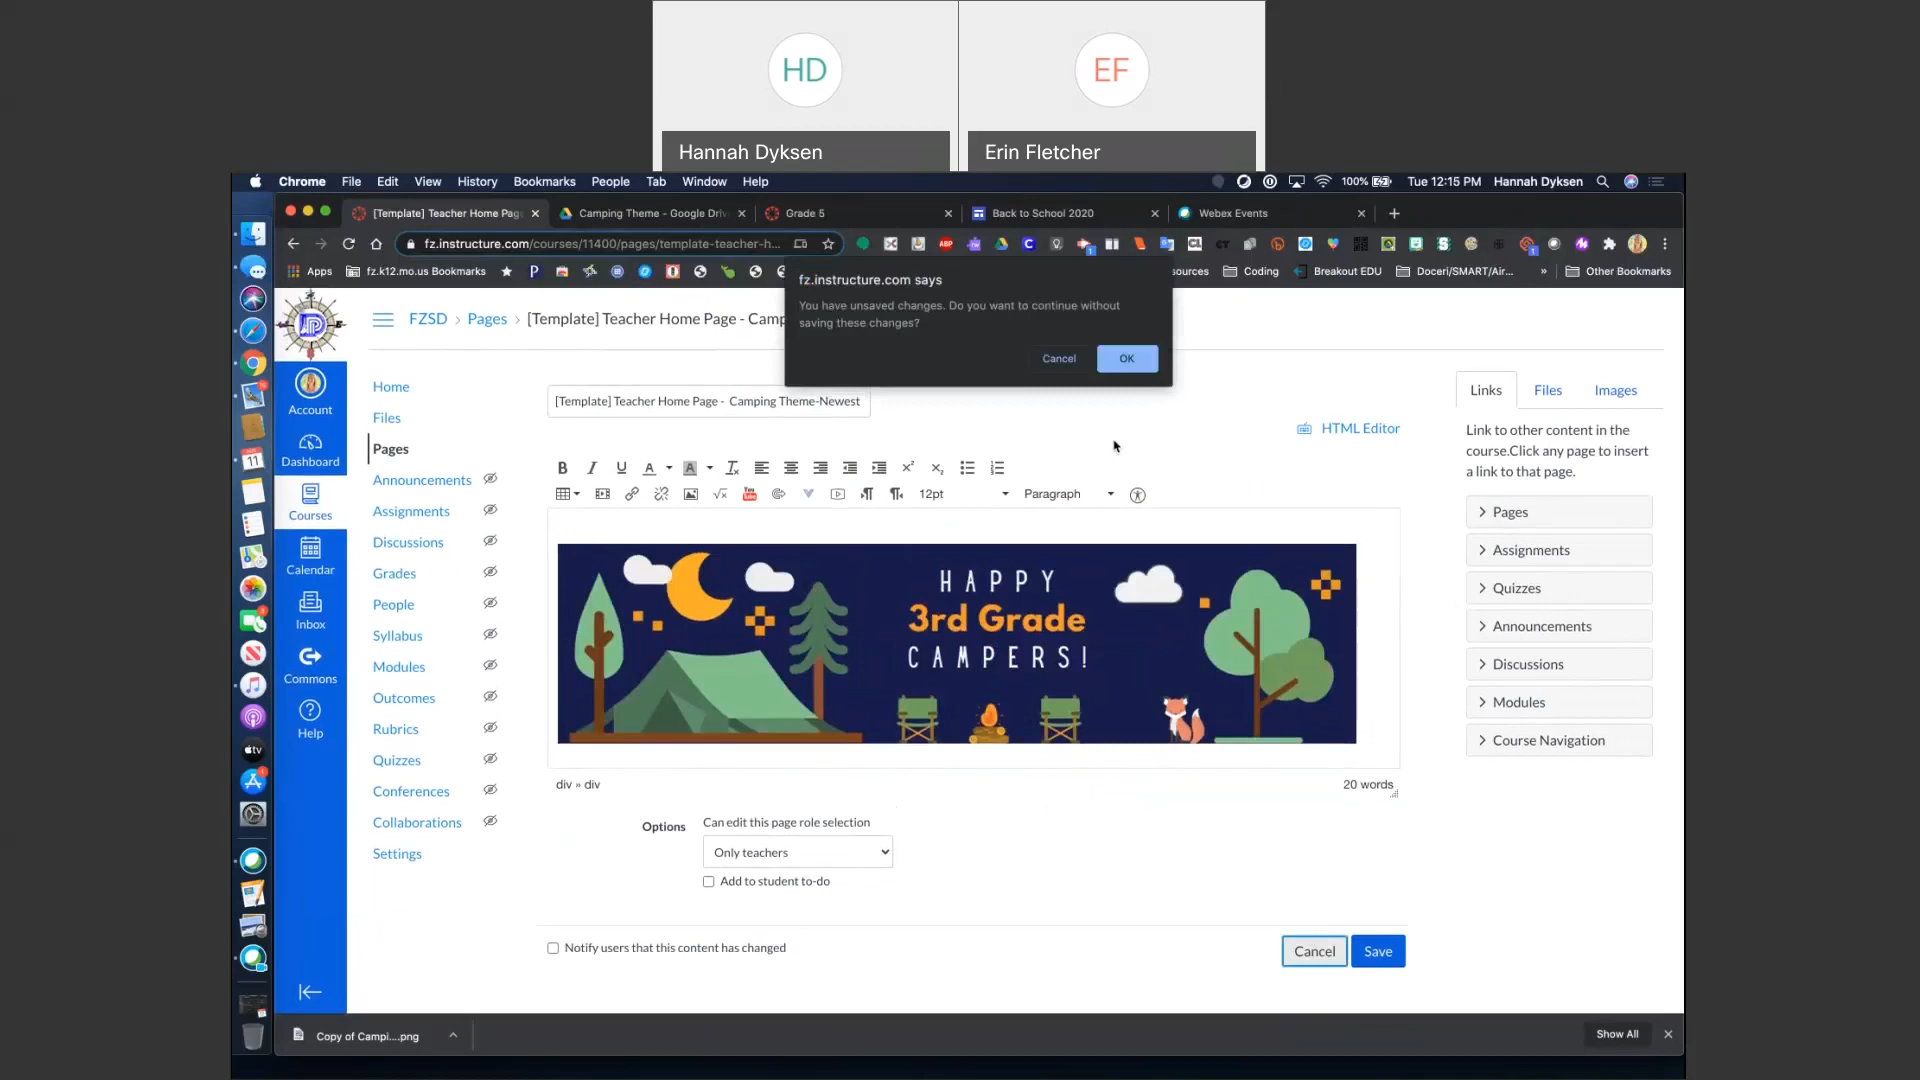 HD
EF
Hannah Dyksen
Erin Fletcher
Chrome File Edit View History Bookmarks People Tab Window Help
100% Tue 12:15 PM Hannah Dyksen
[Template] Teacher Home Pag
Camping Theme - Google Driv
Grade 5
Back to School 2020
Webex Events
fz.instructure.com/courses/11400/pages/template-teacher-h...
Apps
fz.k12.mo.us Bookmarks
sources
Coding
Breakout EDU
Doceri/SMART/Air...
»
Other Bookmarks
fz.instructure.com says
You have unsaved changes. Do you want to continue without
saving these changes?
Cancel
OK
FZSD > Pages > [Template] Teacher Home Page - Camp
Account
Dashboard
Courses
Calendar
Inbox
Commons
Help
Home
Files
Pages
Announcements
Assignments
Discussions
Grades
People
Syllabus
Modules
Outcomes
Rubrics
Quizzes
Conferences
Collaborations
Settings
[Template] Teacher Home Page - Camping Theme-Newest
HTML Editor
12pt
Paragraph
HAPPY
3rd Grade
CAMPERS!
div » div
20 words
Options
Can edit this page role selection
Only teachers
Add to student to-do
Notify users that this content has changed
Cancel
Save
Links
Files
Images
Link to other content in the
course.Click any page to insert
a link to that page.
Pages
Assignments
Quizzes
Announcements
Discussions
Modules
Course Navigation
Copy of Campi....png
Show All